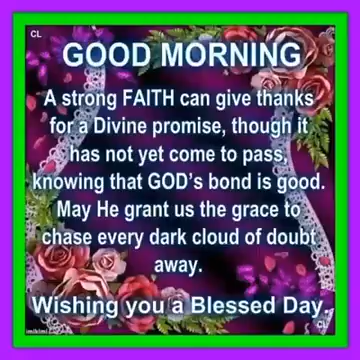 CL
GOOD MORNING
A strong FAITH can give thanks
for a Divine promise, though it
has not yet come to pass,
knowing that GOD's bond is good.
May He grant us the grace to
chase every dark cloud of doubt
away.
Wishing you a Blessed Day.
CL